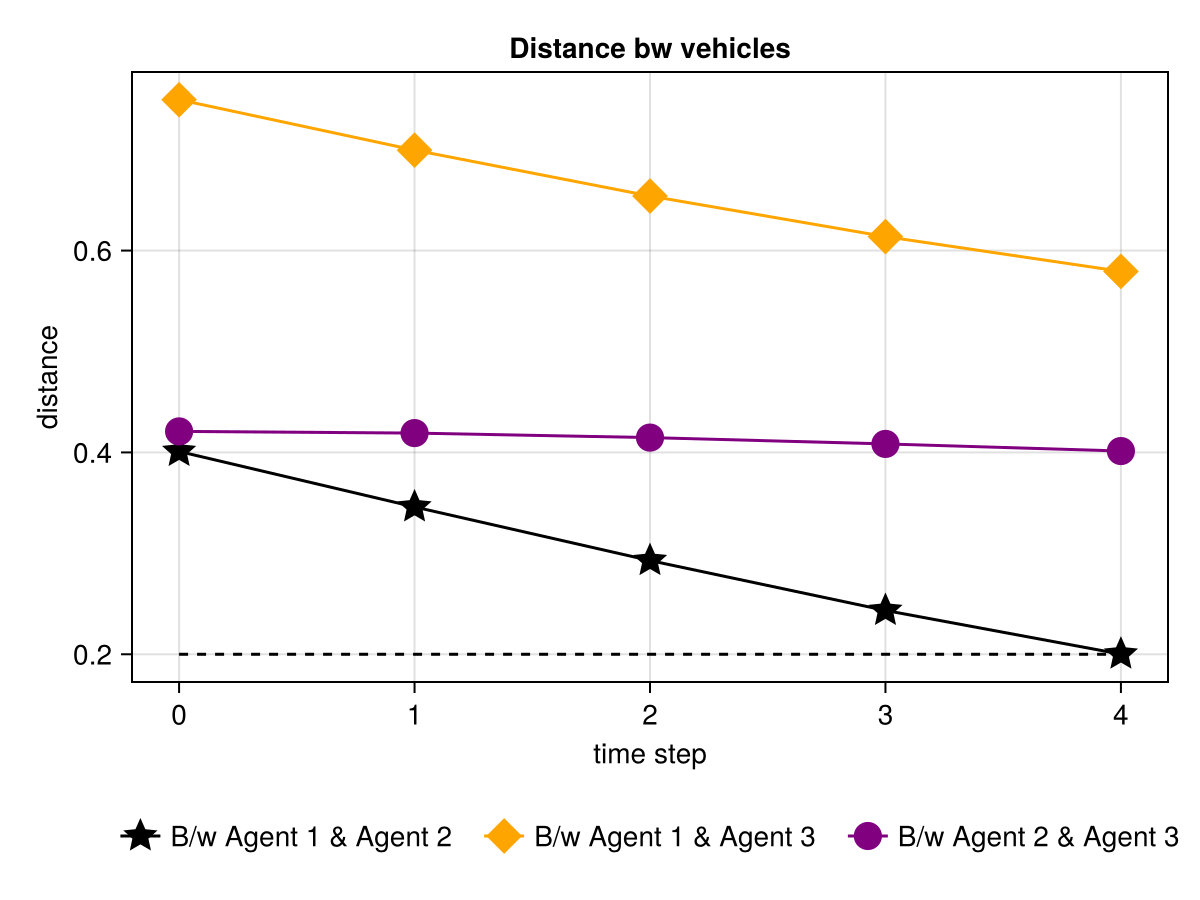 Distance bw vehicles
distance
0.6
0.4
0.2
0 1 2 3 4
time step
B/w Agent 1 & Agent 2 B/w Agent 1 & Agent 3 B/w Agent 2 & Agent 3